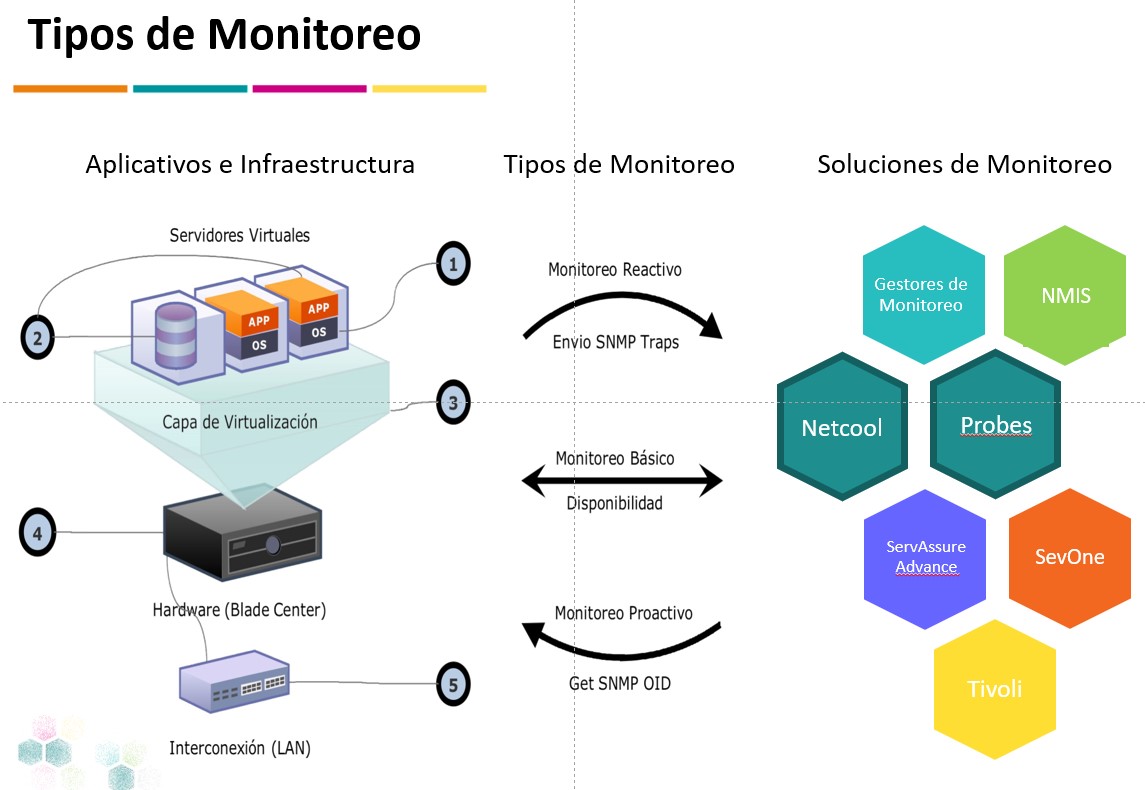 Tipos de Monitoreo
Aplicativos e Infraestructura
Servidores Virtuales
1
2
APP
OS
APP
OS
3
Capa de Virtualización
4
Hardware (Blade Center)
5
Interconexión (LAN)
Tipos de Monitoreo
Monitoreo Reactivo
Envio SNMP Traps
Monitoreo Básico
Disponibilidad
Monitoreo Proactivo
Get SNMP OID
Soluciones de Monitoreo
Gestores de
Monitoreo
NMIS
Netcool
Probes
ServAssure
Advance
SevOne
Tivoli